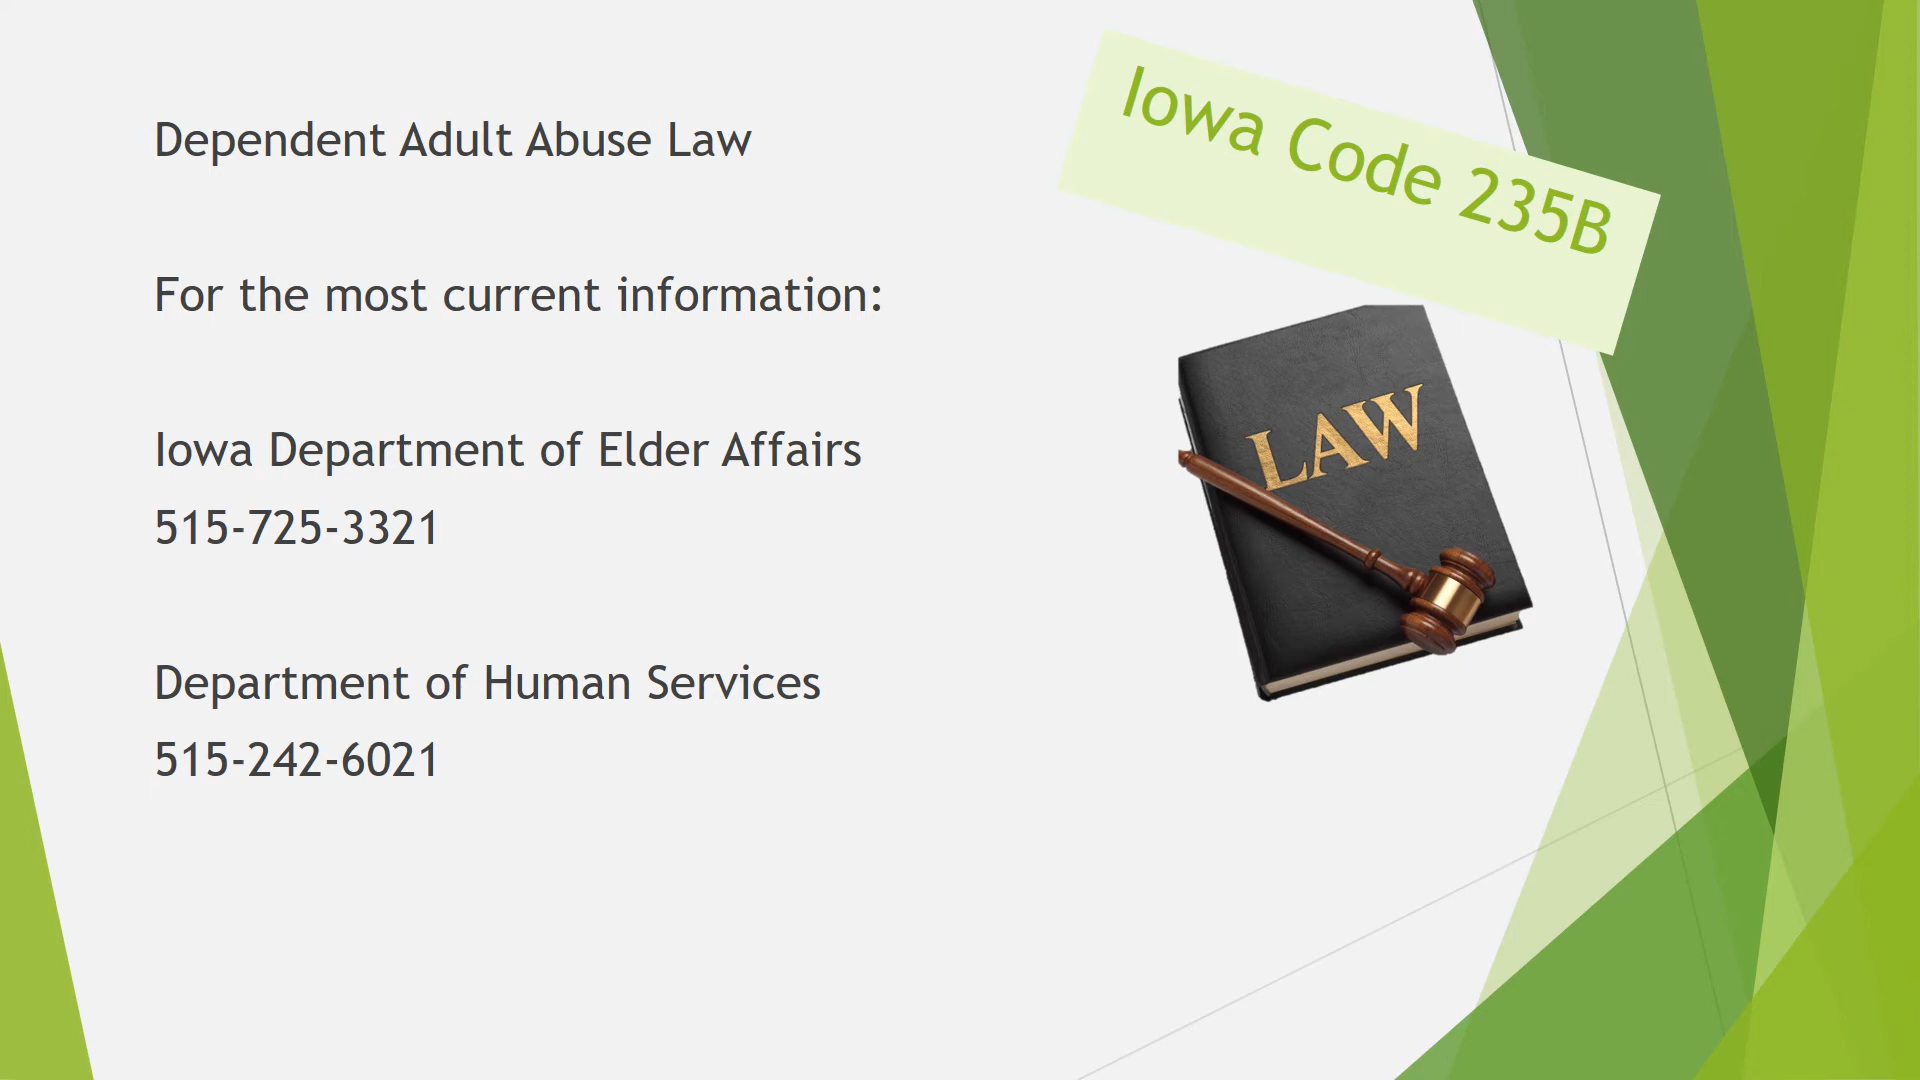 Iowa Code 235B
Dependent Adult Abuse Law
For the most current information:
Iowa Department of Elder Affairs
515-725-3321
Department of Human Services
515-242-6021
LAW